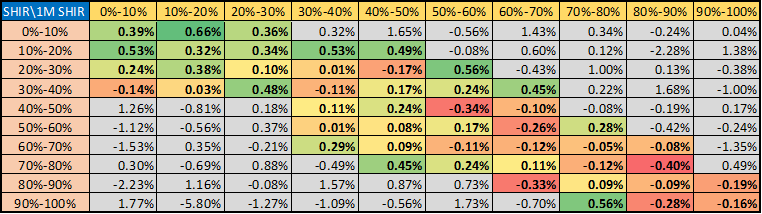 SHIR\1M SHIR 0%-10% 10%-20% 20%-30% 30%-40% 40%-50% 50%-60% 60%-70% 70%-80% 80%-90% 90%-100%
0%-10% 0.39% 0.66% 0.36% 0.32% 1.65% -0.56% 1.43% 0.34% -0.24% 0.04%
10%-20% 0.53% 0.32% 0.34% 0.53% 0.49% -0.08% 0.60% 0.12% -2.28% 1.38%
20%-30% 0.24% 0.38% 0.10% 0.01% -0.17% 0.56% -0.43% 1.00% 0.13% -0.38%
30%-40% -0.14% 0.03% 0.48% -0.11% 0.17% 0.24% 0.45% 0.22% 1.68% -1.00%
40%-50% 1.26% -0.81% 0.18% 0.11% 0.24% -0.34% -0.10% -0.08% -0.19% 0.17%
50%-60% -1.12% -0.56% 0.37% 0.01% 0.08% 0.17% -0.26% 0.28% -0.42% -0.24%
60%-70% -1.53% 0.35% -0.21% 0.29% 0.09% -0.11% -0.12% -0.05% -0.08% -1.35%
70%-80% 0.30% -0.69% 0.88% -0.49% 0.45% 0.24% 0.11% -0.12% -0.40% 0.49%
80%-90% -2.23% 1.16% -0.08% 1.57% 0.87% 0.73% -0.33% 0.09% -0.09% -0.19%
90%-100% 1.77% -5.80% -1.27% -1.09% -0.56% 1.73% -0.70% 0.56% -0.28% -0.16%